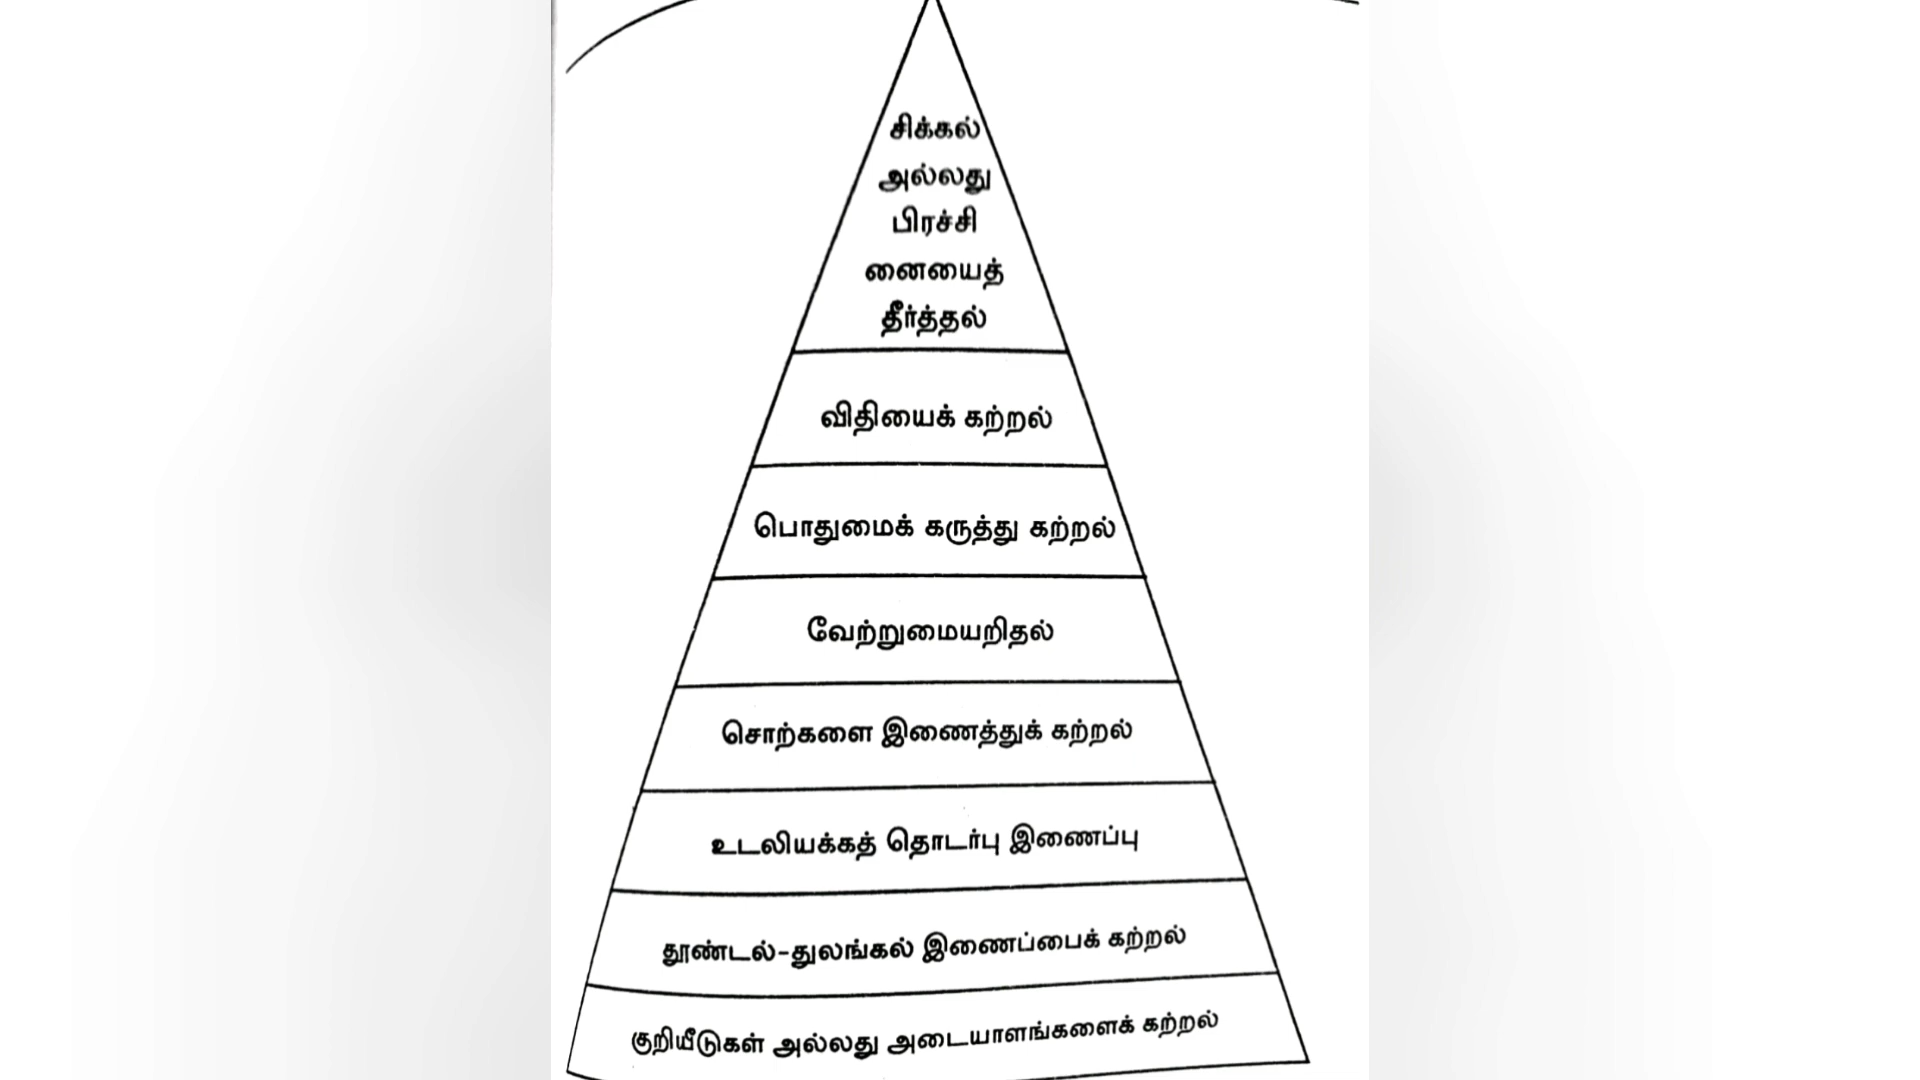 சிக்கல்
அல்லது
பிரச்சி
னையைத்
தீர்த்தல்
விதியைக் கற்றல்
பொதுமைக் கருத்து கற்றல்
வேற்றுமையறிதல்
சொற்களை இணைத்துக் கற்றல்
உடலியக்கத் தொடர்பு இணைப்பு
தூண்டல்-துலங்கல் இணைப்பைக் கற்றல்
குறியீடுகள் அல்லது அடையாளங்களைக் கற்றல்